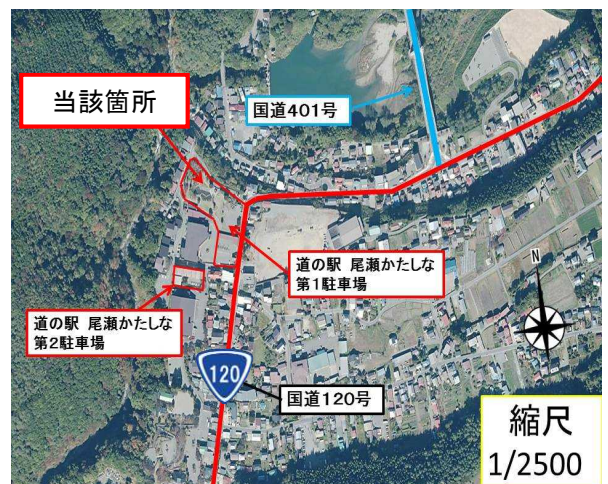 当該箇所
国道401号
道の駅 尾瀬かたしな
第1駐車場
道の駅 尾瀬かたしな
第2駐車場
120
国道120号
N
縮尺
1/2500